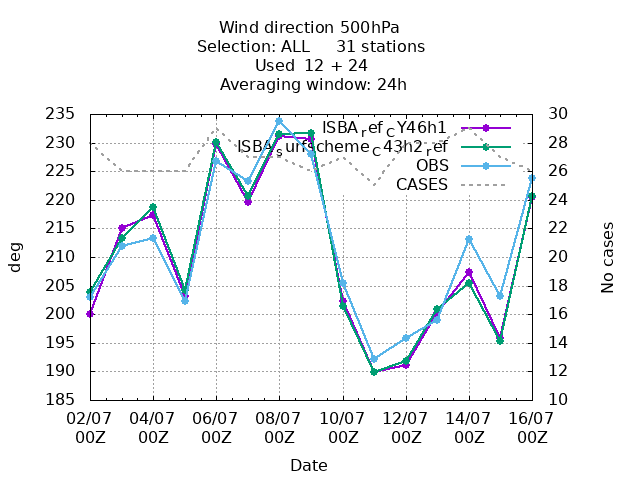 Wind direction 500hPa
Selection: ALL 31 stations
Used 12 + 24
Averaging window: 24h
235 30
230 28
225 26
220 24
215 22
210 20
205 18
200 16
195 14
190 12
185 10
ISBA_ref_CY46h1
ISBA_surfscheme_C43h2_ref
OBS
CASES
deg
No cases
02/07 04/07 06/07 08/07 10/07 12/07 14/07 16/07
00Z 00Z 00Z 00Z 00Z 00Z 00Z 00Z
Date